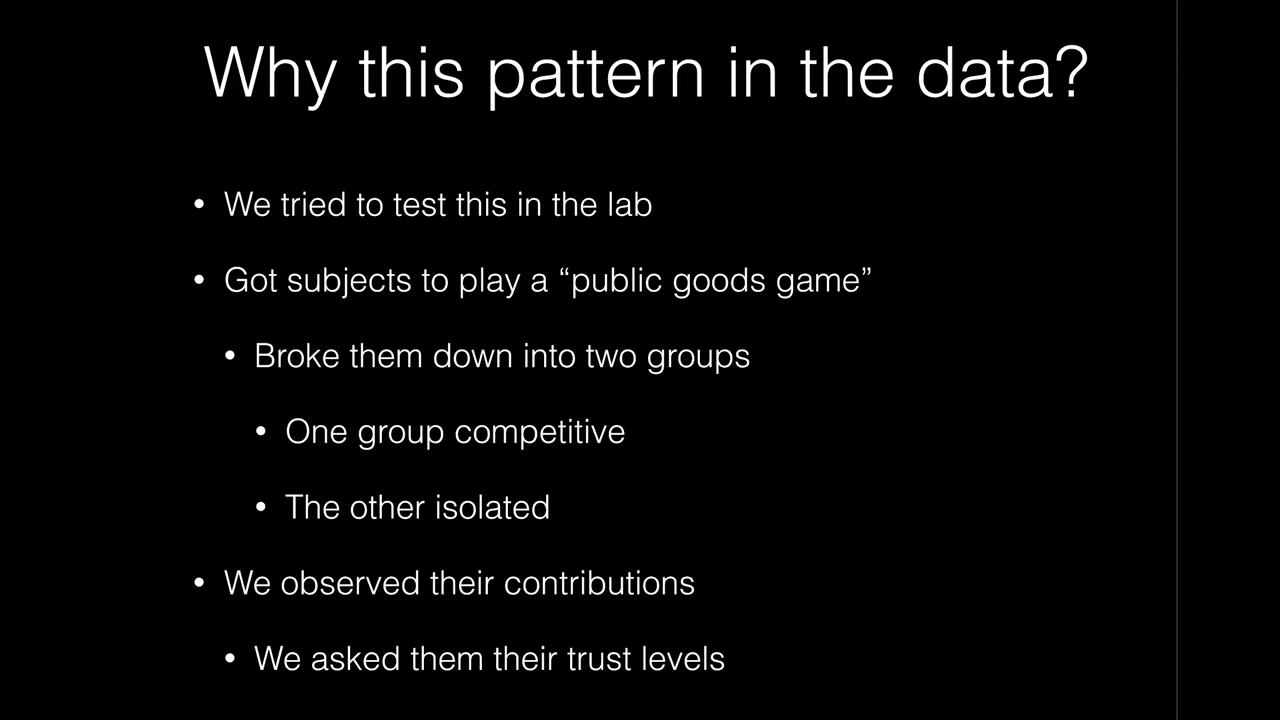 Why this pattern in the data?
• We tried to test this in the lab
• Got subjects to play a “public goods game”
• Broke them down into two groups
• One group competitive
• The other isolated
• We observed their contributions
• We asked them their trust levels